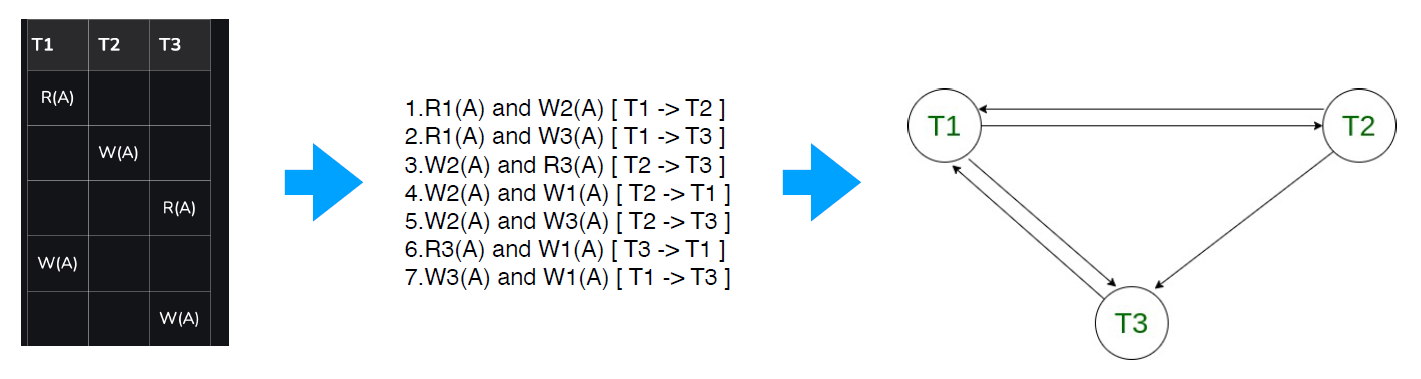 T1 T2 T3
R(A)
W(A)
R(A)
W(A)
W(A)
1.R1(A) and W2(A) [ T1 -> T2 ]
2.R1(A) and W3(A) [ T1 -> T3 ]
3.W2(A) and R3(A) [ T2 -> T3 ]
4.W2(A) and W1(A) [ T2 -> T1 ]
5.W2(A) and W3(A) [ T2 -> T3 ]
6.R3(A) and W1(A) [ T3 -> T1 ]
7.W3(A) and W1(A) [ T1 -> T3 ]
T1
T2
T3